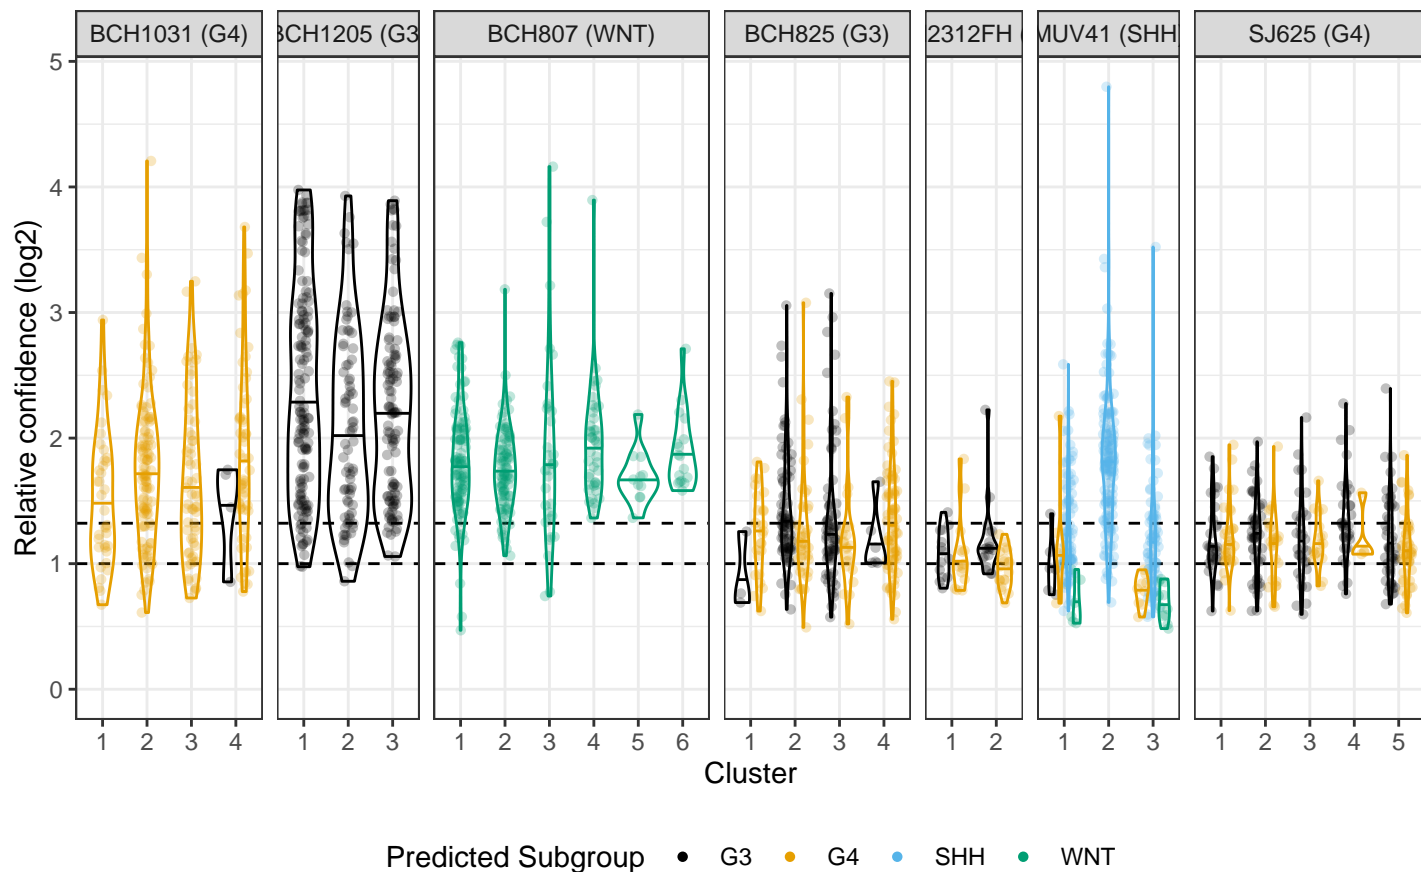 BCH1031 (G4) BCH1205 (G3 BCH807 (WNT) BCH825 (G3) 2312FH ( MUV41 (SHH) SJ625 (G4)
5
4
3
2
1
0
Relative confidence (log2)
1 2 3 4 1 2 3 1 2 3 4 5 6 1 2 3 4 1 2 1 2 3 1 2 3 4 5
Cluster
Predicted Subgroup G3 G4 SHH WNT